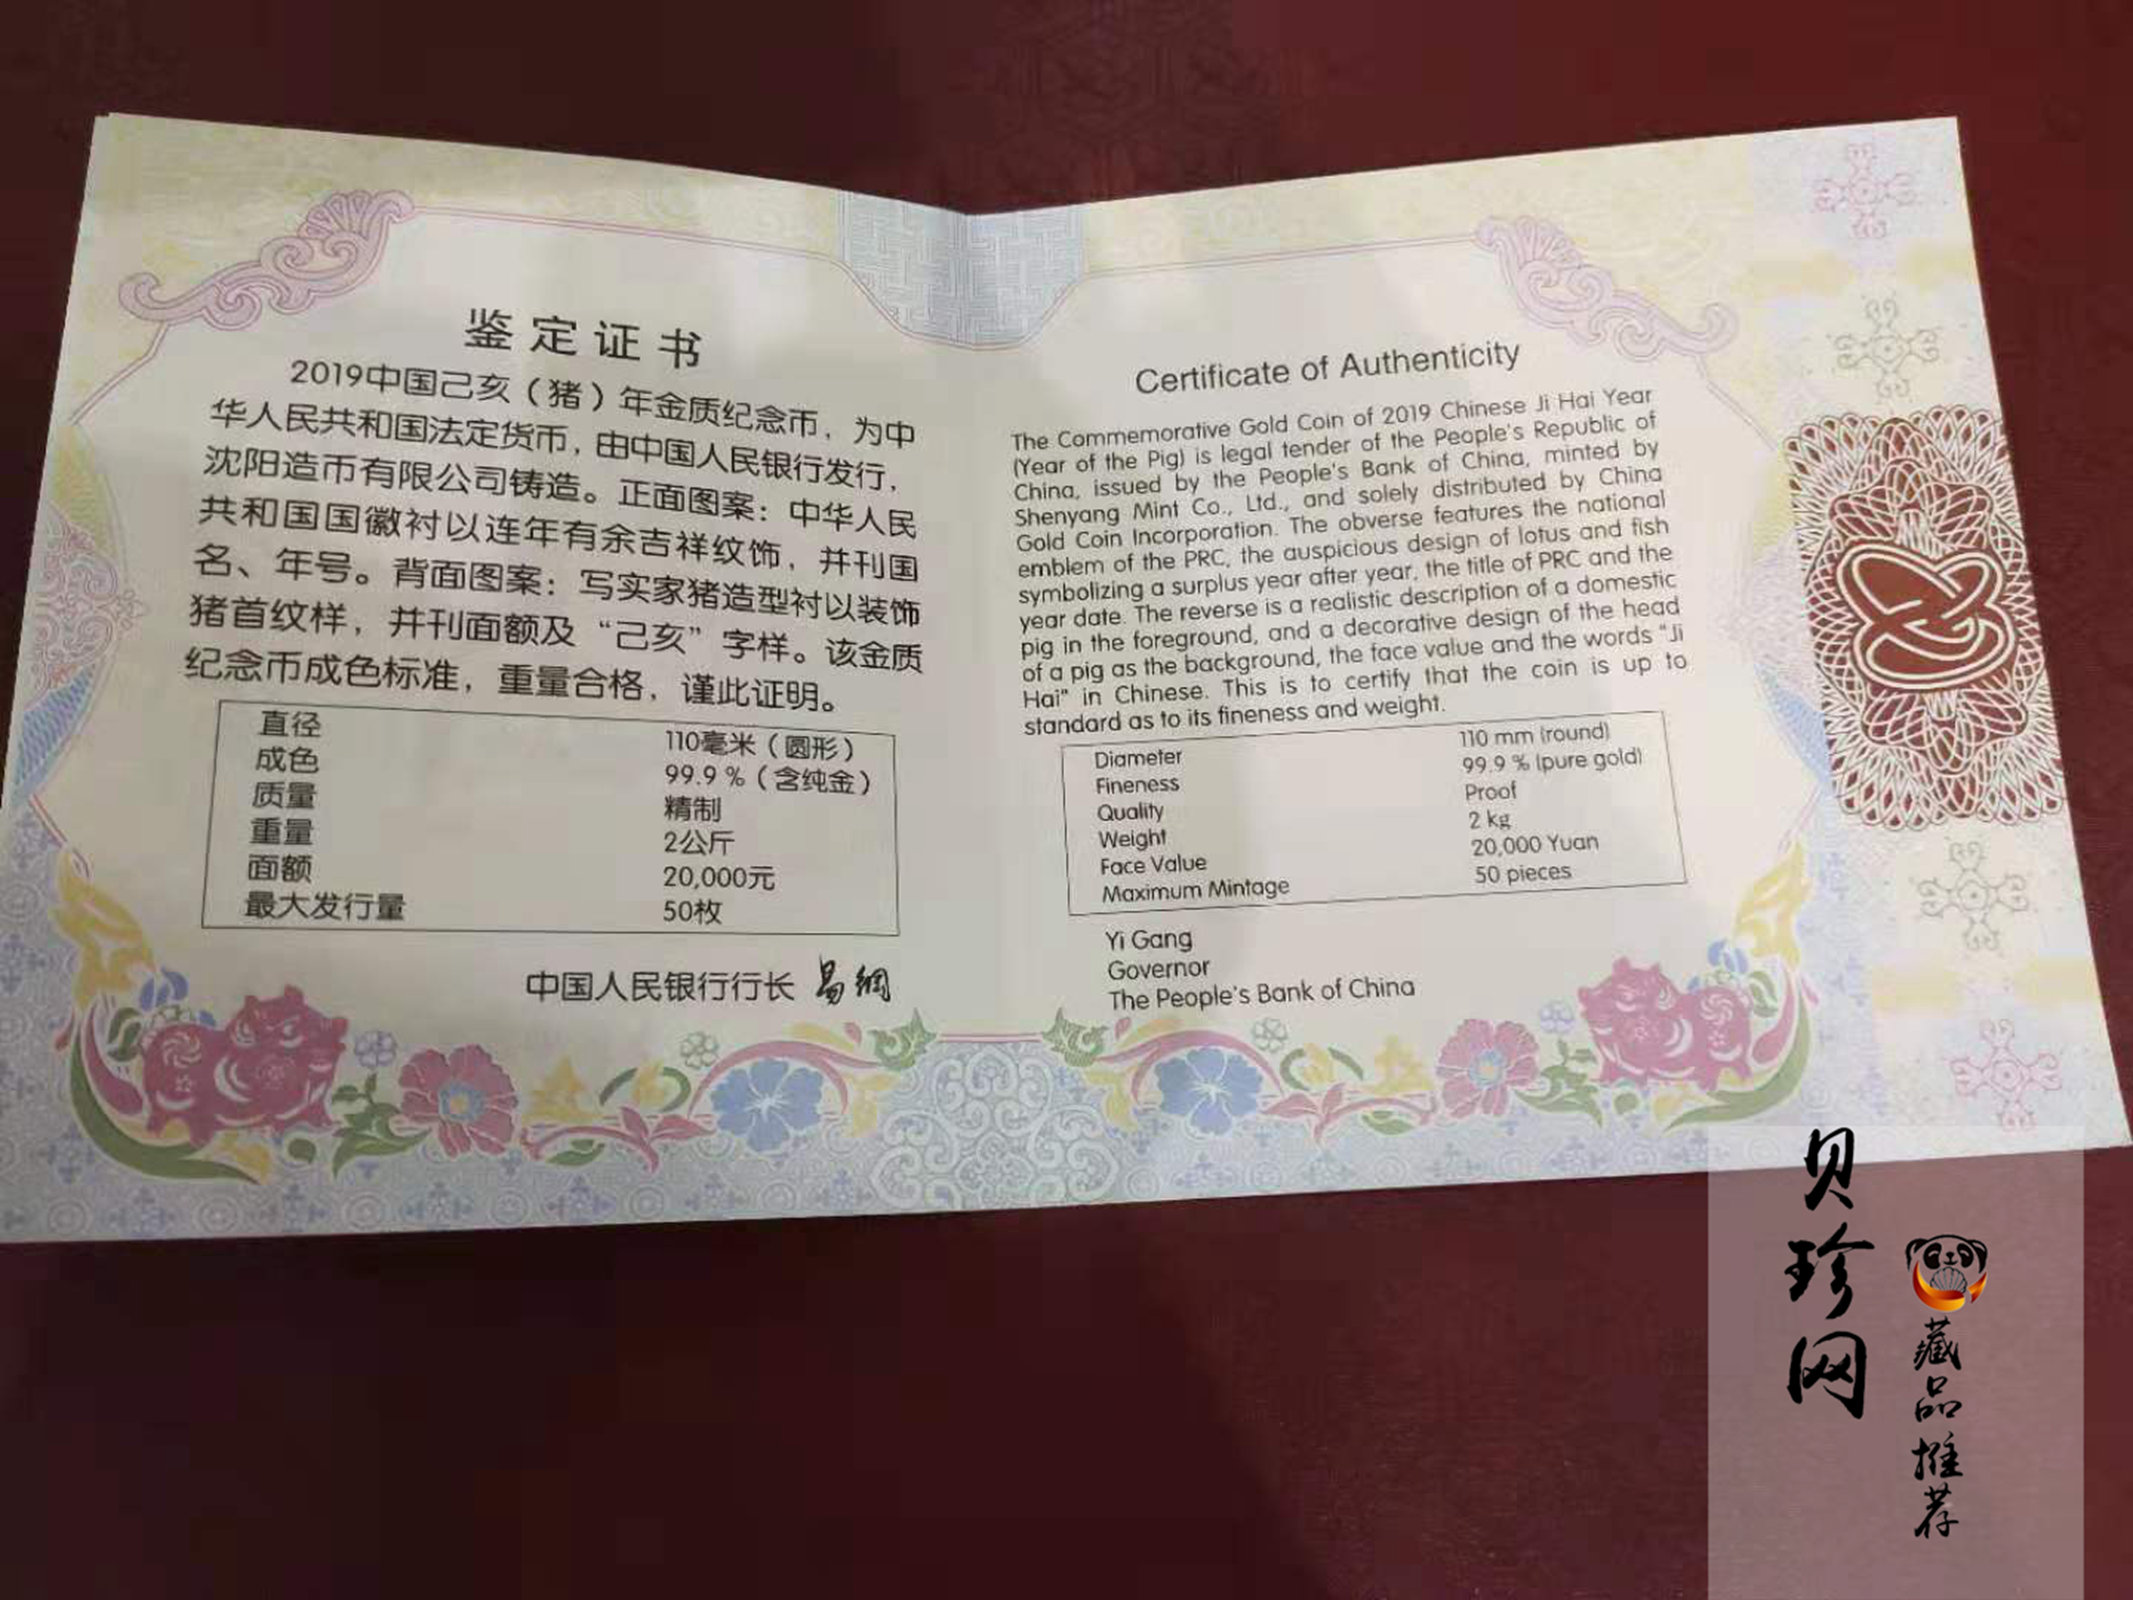 鉴定证书
2019中国己亥（猪）年金质纪念币，为中
华人民共和国法定货币，由中国人民银行发行，
沈阳造币有限公司铸造。正面图案：中华人民
共和国国徽衬以连年有余吉祥纹饰，并刊国
名、年号。背面图案：写实家猪造型衬以装饰
猪首纹样，并刊面额及“己亥”字样。该金质
纪念币成色标准，重量合格，谨此证明。
直径 110毫米（圆形）
成色 99.9 %（含纯金）
质量 精制
重量 2公斤
面额 20,000元
最大发行量 50枚
中国人民银行行长 易綱
Certificate of Authenticity
The Commemorative Gold Coin of 2019 Chinese Ji Hai Year
(Year of the Pig) is legal tender of the People's Republic of
China, issued by the People's Bank of China, minted by
Shenyang Mint Co., Ltd., and solely distributed by China
Gold Coin Incorporation. The obverse features the national
emblem of the PRC, the auspicious design of lotus and fish
symbolizing a surplus year after year, the title of PRC and the
year date. The reverse is a realistic description of a domestic
pig in the foreground, and a decorative design of the head
of a pig as the background, the face value and the words "Ji
Hai" in Chinese. This is to certify that the coin is up to
standard as to its fineness and weight.
Diameter 110 mm (round)
Fineness 99.9 % (pure gold)
Quality Proof
Weight 2 kg
Face Value 20,000 Yuan
Maximum Mintage 50 pieces
Yi Gang
Governor
The People's Bank of China
贝珍网
藏品推荐